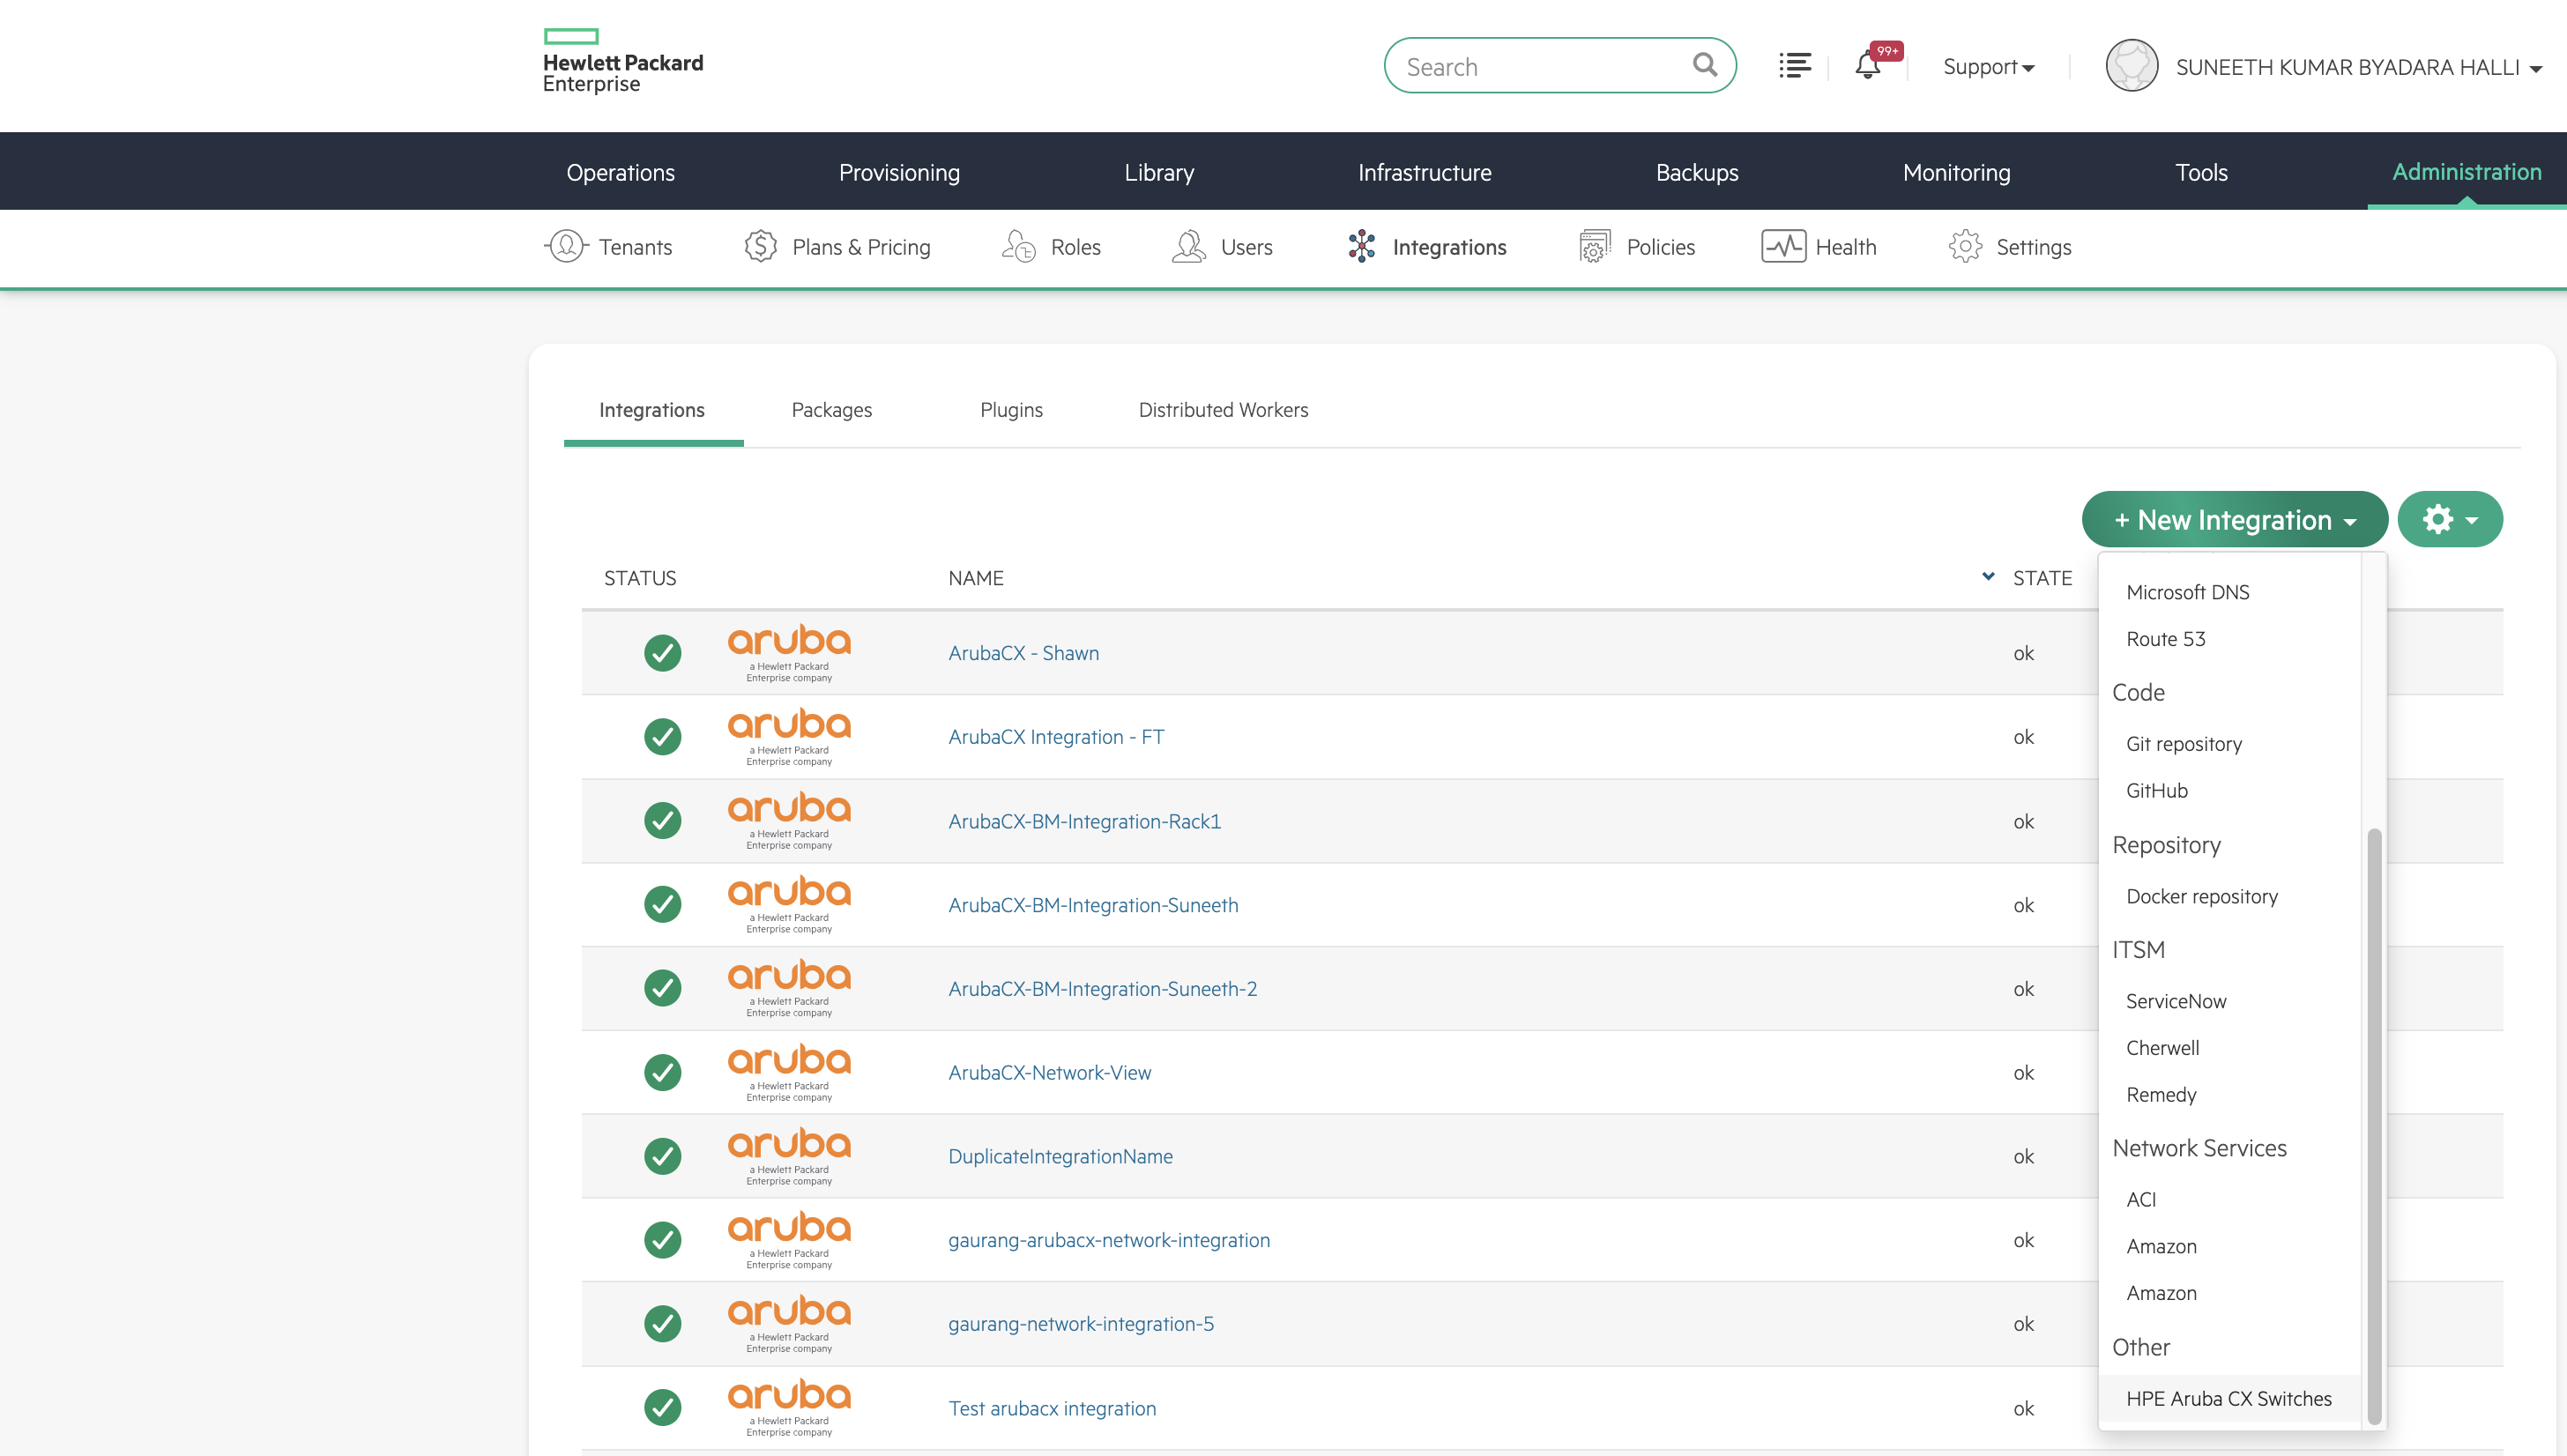 Hewlett Packard
Enterprise
Search
99+
Support
SUNEETH KUMAR BYADARA HALLI
Operations
Provisioning
Library
Infrastructure
Backups
Monitoring
Tools
Administration
Tenants
Plans & Pricing
Roles
Users
Integrations
Policies
Health
Settings
Integrations
Packages
Plugins
Distributed Workers
+ New Integration
STATUS
NAME
STATE
aruba
a Hewlett Packard
Enterprise company
ArubaCX - Shawn
ok
aruba
a Hewlett Packard
Enterprise company
ArubaCX Integration - FT
ok
aruba
a Hewlett Packard
Enterprise company
ArubaCX-BM-Integration-Rack1
ok
aruba
a Hewlett Packard
Enterprise company
ArubaCX-BM-Integration-Suneeth
ok
aruba
a Hewlett Packard
Enterprise company
ArubaCX-BM-Integration-Suneeth-2
ok
aruba
a Hewlett Packard
Enterprise company
ArubaCX-Network-View
ok
aruba
a Hewlett Packard
Enterprise company
DuplicateIntegrationName
ok
aruba
a Hewlett Packard
Enterprise company
gaurang-arubacx-network-integration
ok
aruba
a Hewlett Packard
Enterprise company
gaurang-network-integration-5
ok
aruba
a Hewlett Packard
Enterprise company
Test arubacx integration
ok
Microsoft DNS
Route 53
Code
Git repository
GitHub
Repository
Docker repository
ITSM
ServiceNow
Cherwell
Remedy
Network Services
ACI
Amazon
Amazon
Other
HPE Aruba CX Switches